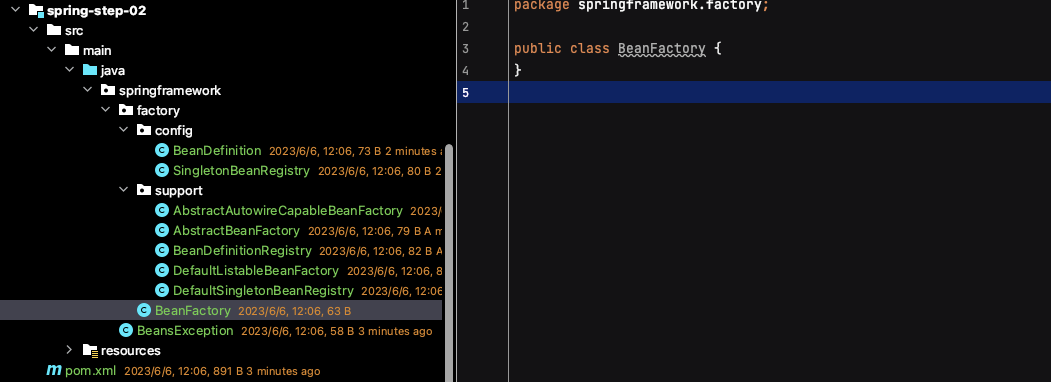 spring-step-02
src
main
java
springframework
factory
config
BeanDefinition 2023/6/6, 12:06, 73 B 2 minutes a
SingletonBeanRegistry 2023/6/6, 12:06, 80 B 2
support
AbstractAutowireCapableBeanFactory 2023/
AbstractBeanFactory 2023/6/6, 12:06, 79 B A m
BeanDefinitionRegistry 2023/6/6, 12:06, 82 B A
DefaultListableBeanFactory 2023/6/6, 12:06, 8
DefaultSingletonBeanRegistry 2023/6/6, 12:06
BeanFactory 2023/6/6, 12:06, 63 B
BeansException 2023/6/6, 12:06, 58 B 3 minutes ago
resources
pom.xml 2023/6/6, 12:06, 891 B 3 minutes ago
1 package springframework.factory;
2
3 public class BeanFactory {
4 }
5